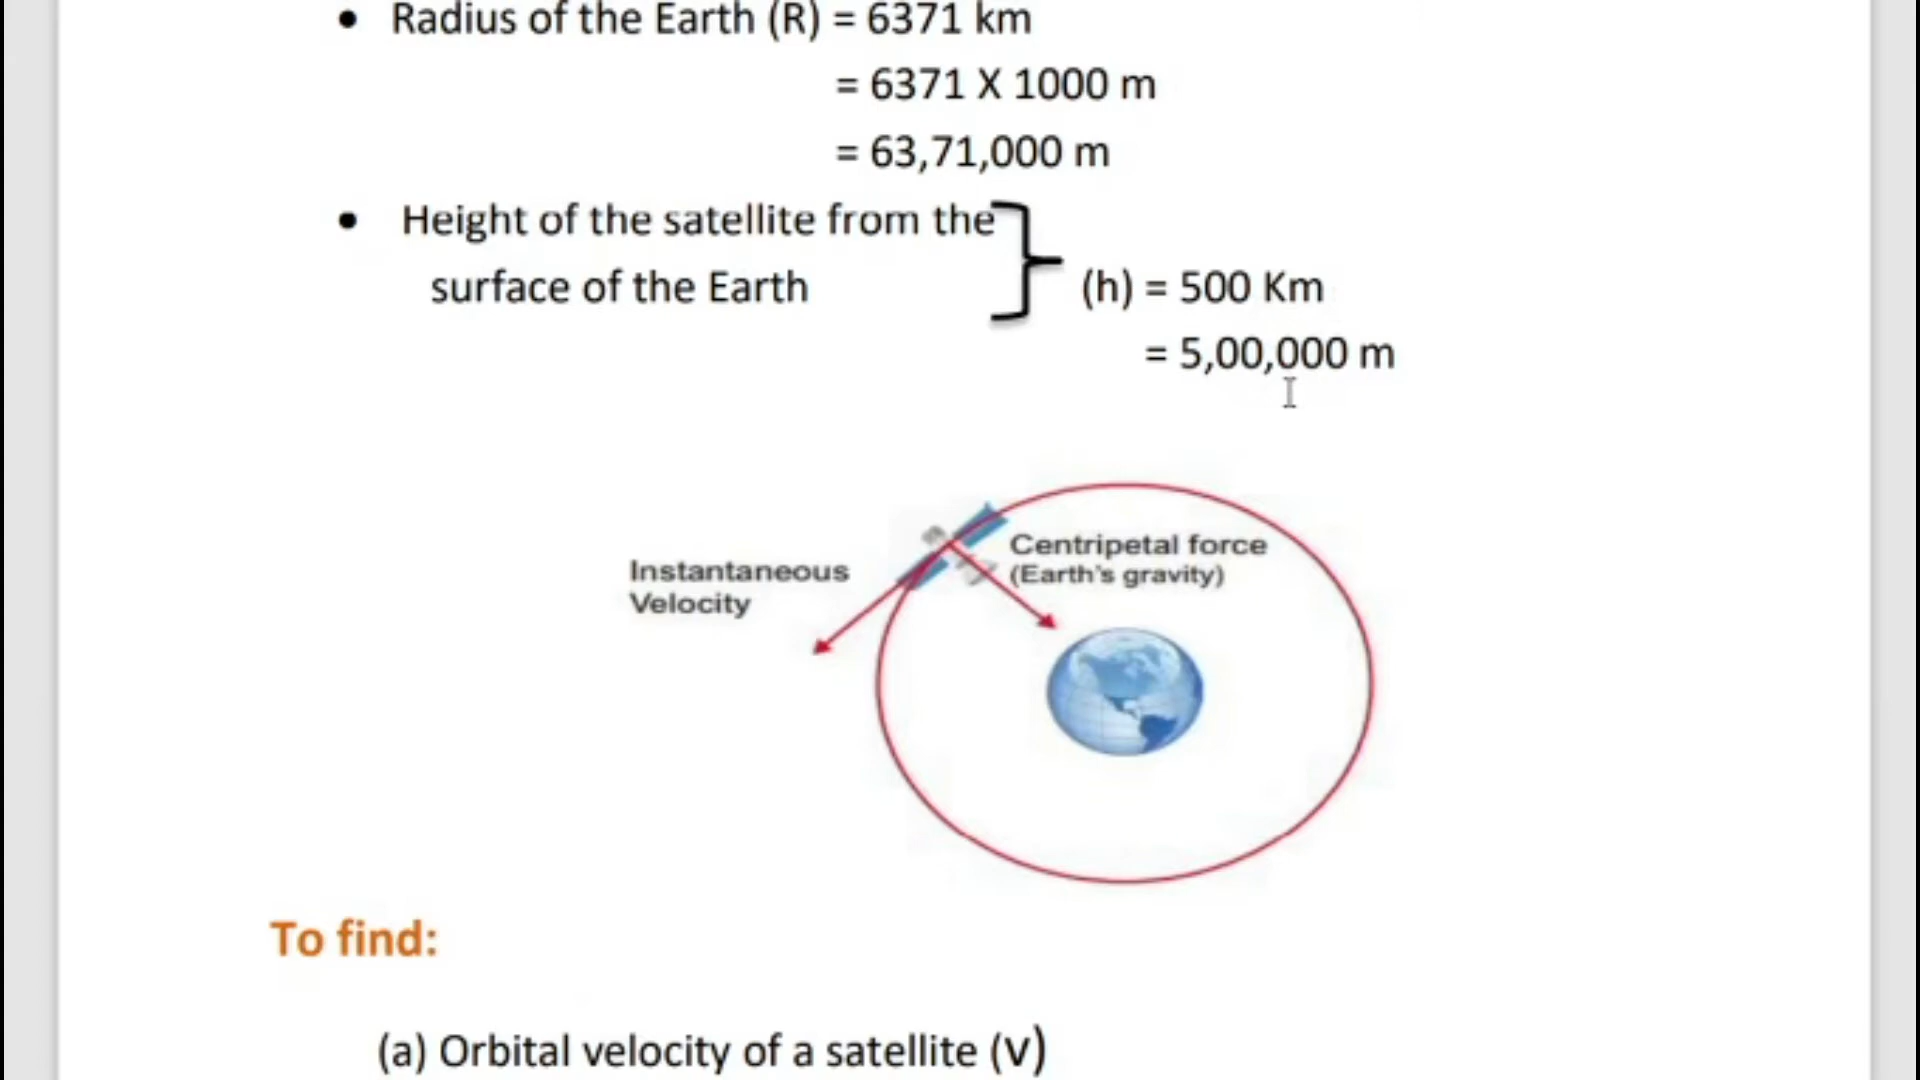 • Radius of the Earth (R) = 6371 km
= 6371 X 1000 m
= 63,71,000 m
• Height of the satellite from the
surface of the Earth (h) = 500 Km
= 5,00,000 m
Centripetal force
(Earth's gravity)
Instantaneous
Velocity
To find:
(a) Orbital velocity of a satellite (v)